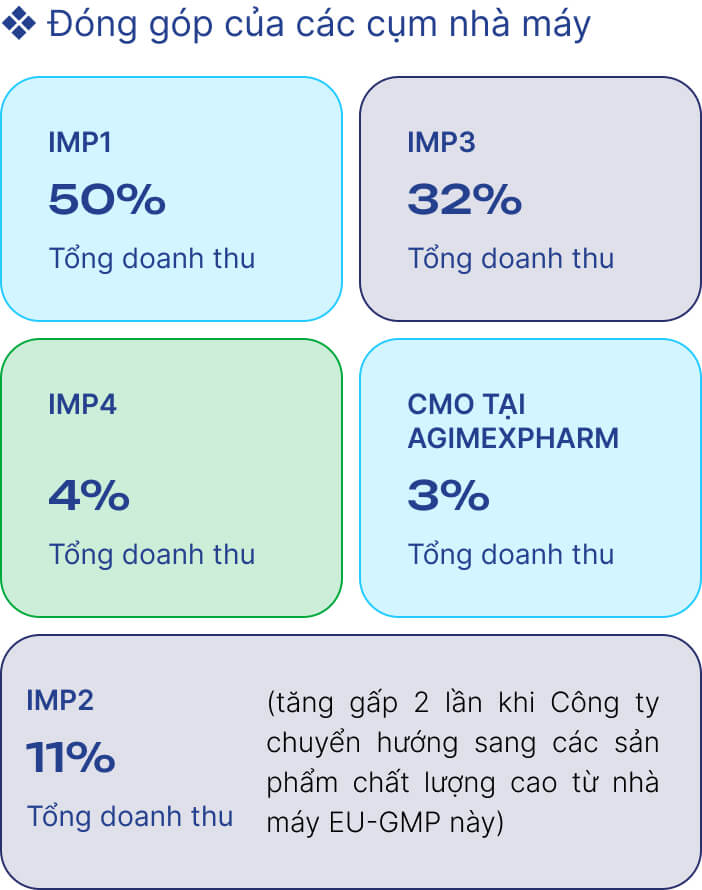 ❖ Đóng góp của các cụm nhà máy
IMP1
50%
Tổng doanh thu
IMP3
32%
Tổng doanh thu
IMP4
4%
Tổng doanh thu
CMO TẠI
AGIMEXPHARM
3%
Tổng doanh thu
IMP2
11%
Tổng doanh thu
(tăng gấp 2 lần khi Công ty
chuyển hướng sang các sản
phẩm chất lượng cao từ nhà
máy EU-GMP này)